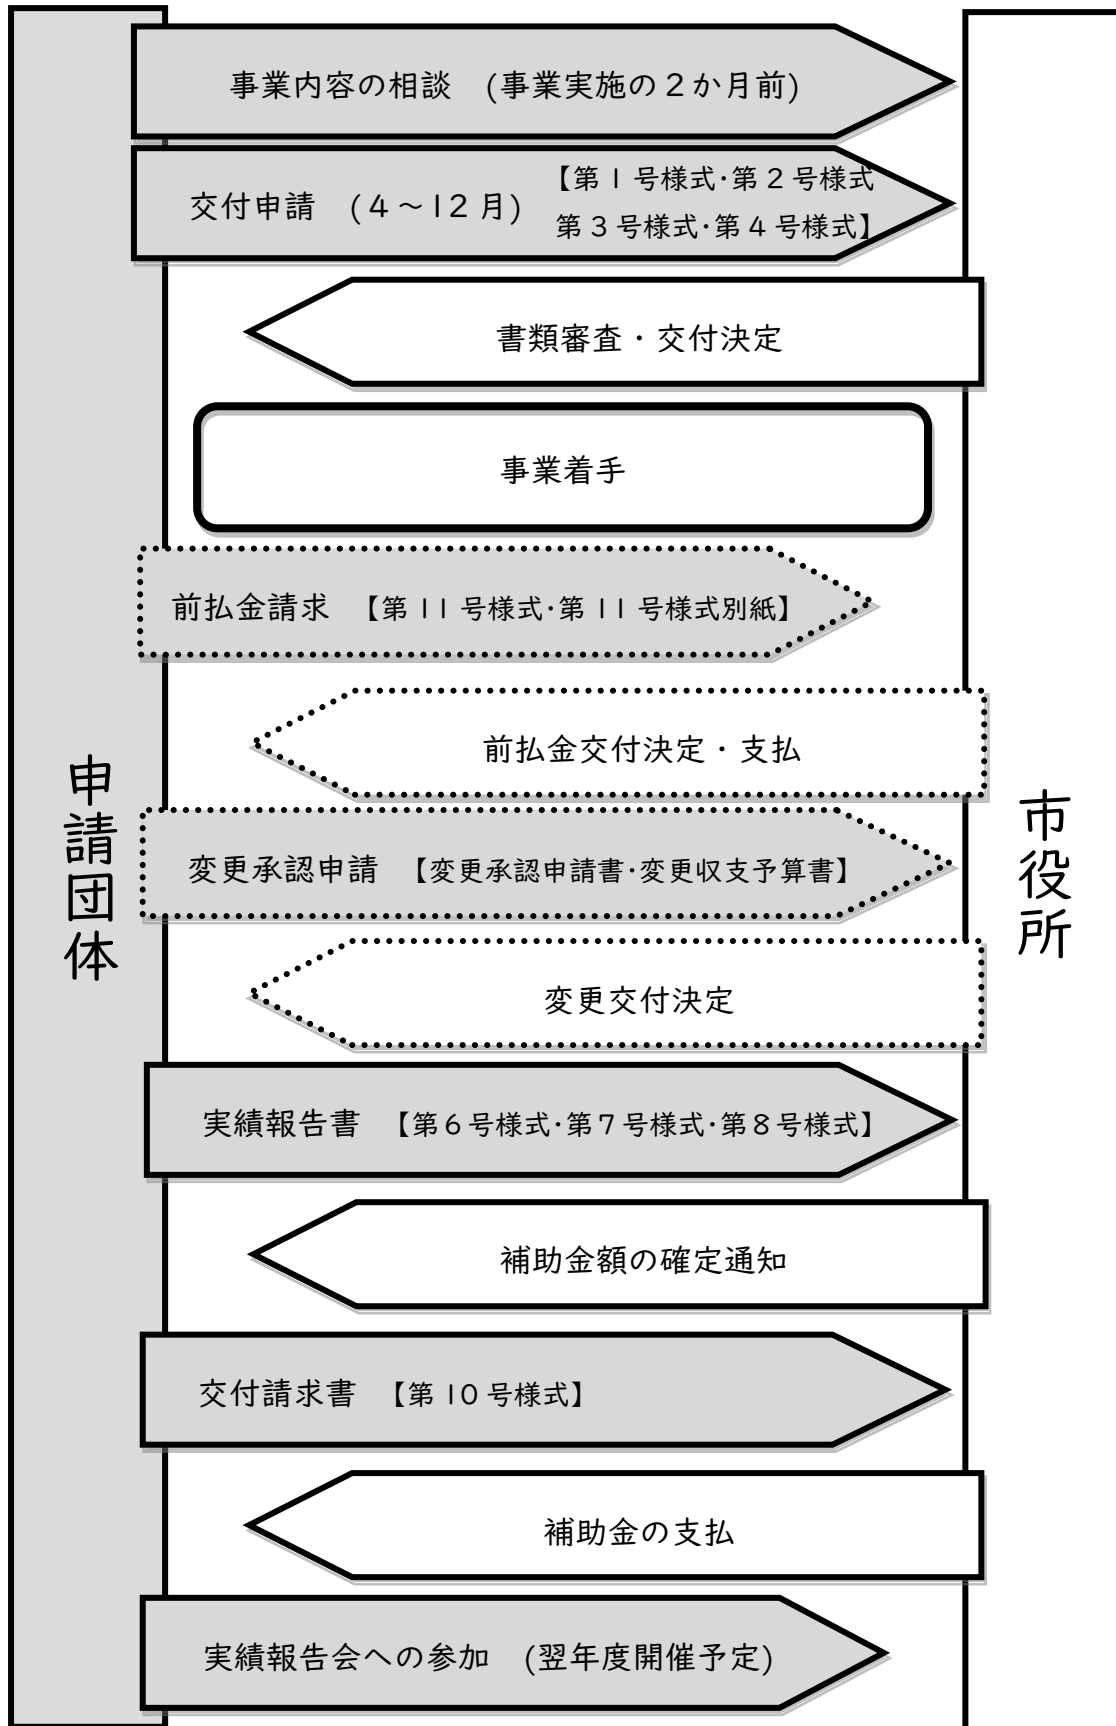 事業内容の相談　(事業実施の２か月前)
交付申請　(４～１２月)　【第１号様式･第２号様式
第３号様式･第４号様式】
書類審査・交付決定
事業着手
前払金請求　【第１１号様式･第１１号様式別紙】
前払金交付決定・支払
変更承認申請　【変更承認申請書･変更収支予算書】
変更交付決定
実績報告書　【第６号様式･第７号様式･第８号様式】
補助金額の確定通知
交付請求書　【第１０号様式】
補助金の支払
実績報告会への参加　(翌年度開催予定)
申請団体
市役所